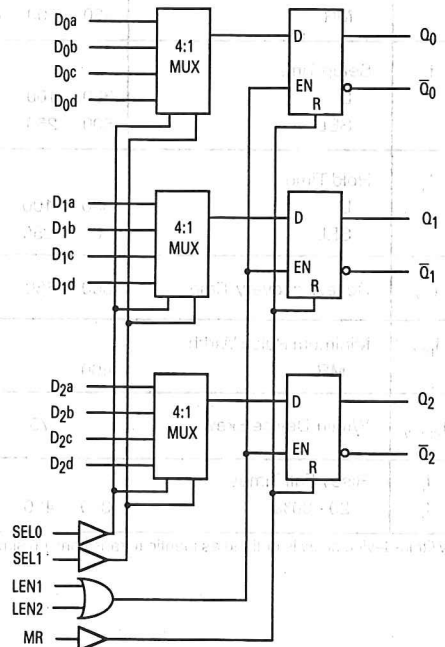 D0a
D0b
D0c
D0d
4:1
MUX
D
EN
R
Q0
Q̅0
D1a
D1b
D1c
D1d
4:1
MUX
D
EN
R
Q1
Q̅1
D2a
D2b
D2c
D2d
4:1
MUX
D
EN
R
Q2
Q̅2
SEL0
SEL1
LEN1
LEN2
MR